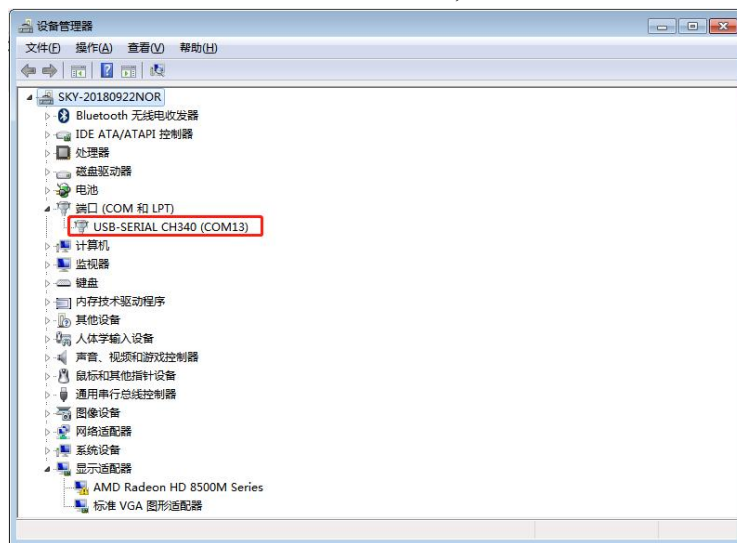 设备管理器
文件(F) 操作(A) 查看(V) 帮助(H)
SKY-20180922NOR
Bluetooth 无线电收发器
IDE ATA/ATAPI 控制器
处理器
磁盘驱动器
电池
端口 (COM 和 LPT)
USB-SERIAL CH340 (COM13)
计算机
监视器
键盘
内存技术驱动程序
其他设备
人体学输入设备
声音、视频和游戏控制器
鼠标和其他指针设备
通用串行总线控制器
图像设备
网络适配器
系统设备
显示适配器
AMD Radeon HD 8500M Series
标准 VGA 图形适配器